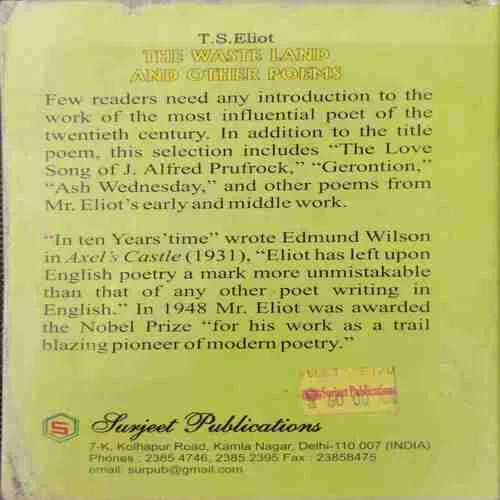 T.S.Eliot
THE WASTE LAND
AND OTHER POEMS
Few readers need any introduction to the
work of the most influential poet of the
twentieth century. In addition to the title
poem, this selection includes “The Love
Song of J. Alfred Prufrock,” “Gerontion,”
“Ash Wednesday,” and other poems from
Mr. Eliot’s early and middle work.
“In ten Years’time” wrote Edmund Wilson
in Axel’s Castle (1931), “Eliot has left upon
English poetry a mark more unmistakable
than that of any other poet writing in
English.” In 1948 Mr. Eliot was awarded
the Nobel Prize “for his work as a trail
blazing pioneer of modern poetry.”
Surjeet Publications
S Surjeet Publications
7-K, Kolhapur Road, Kamla Nagar, Delhi-110 007 (INDIA)
Phones : 2385 4746, 2385 2395 Fax : 23858475
email: surpub@gmail.com